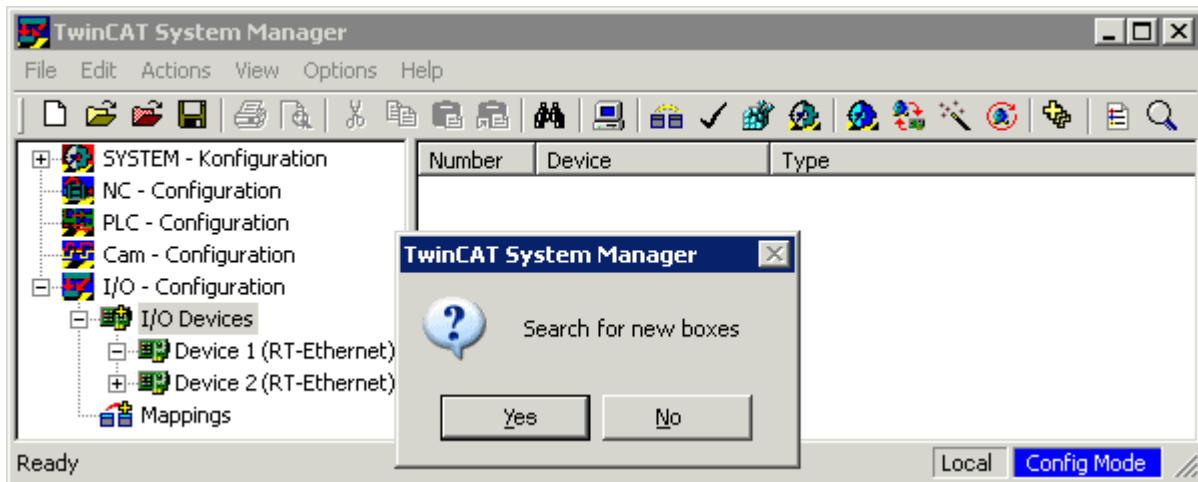 TwinCAT System Manager
File Edit Actions View Options Help
SYSTEM - Konfiguration
NC - Configuration
PLC - Configuration
Cam - Configuration
I/O - Configuration
I/O Devices
Device 1 (RT-Ethernet)
Device 2 (RT-Ethernet)
Mappings
Number Device Type
TwinCAT System Manager
Search for new boxes
Yes No
Ready Local Config Mode